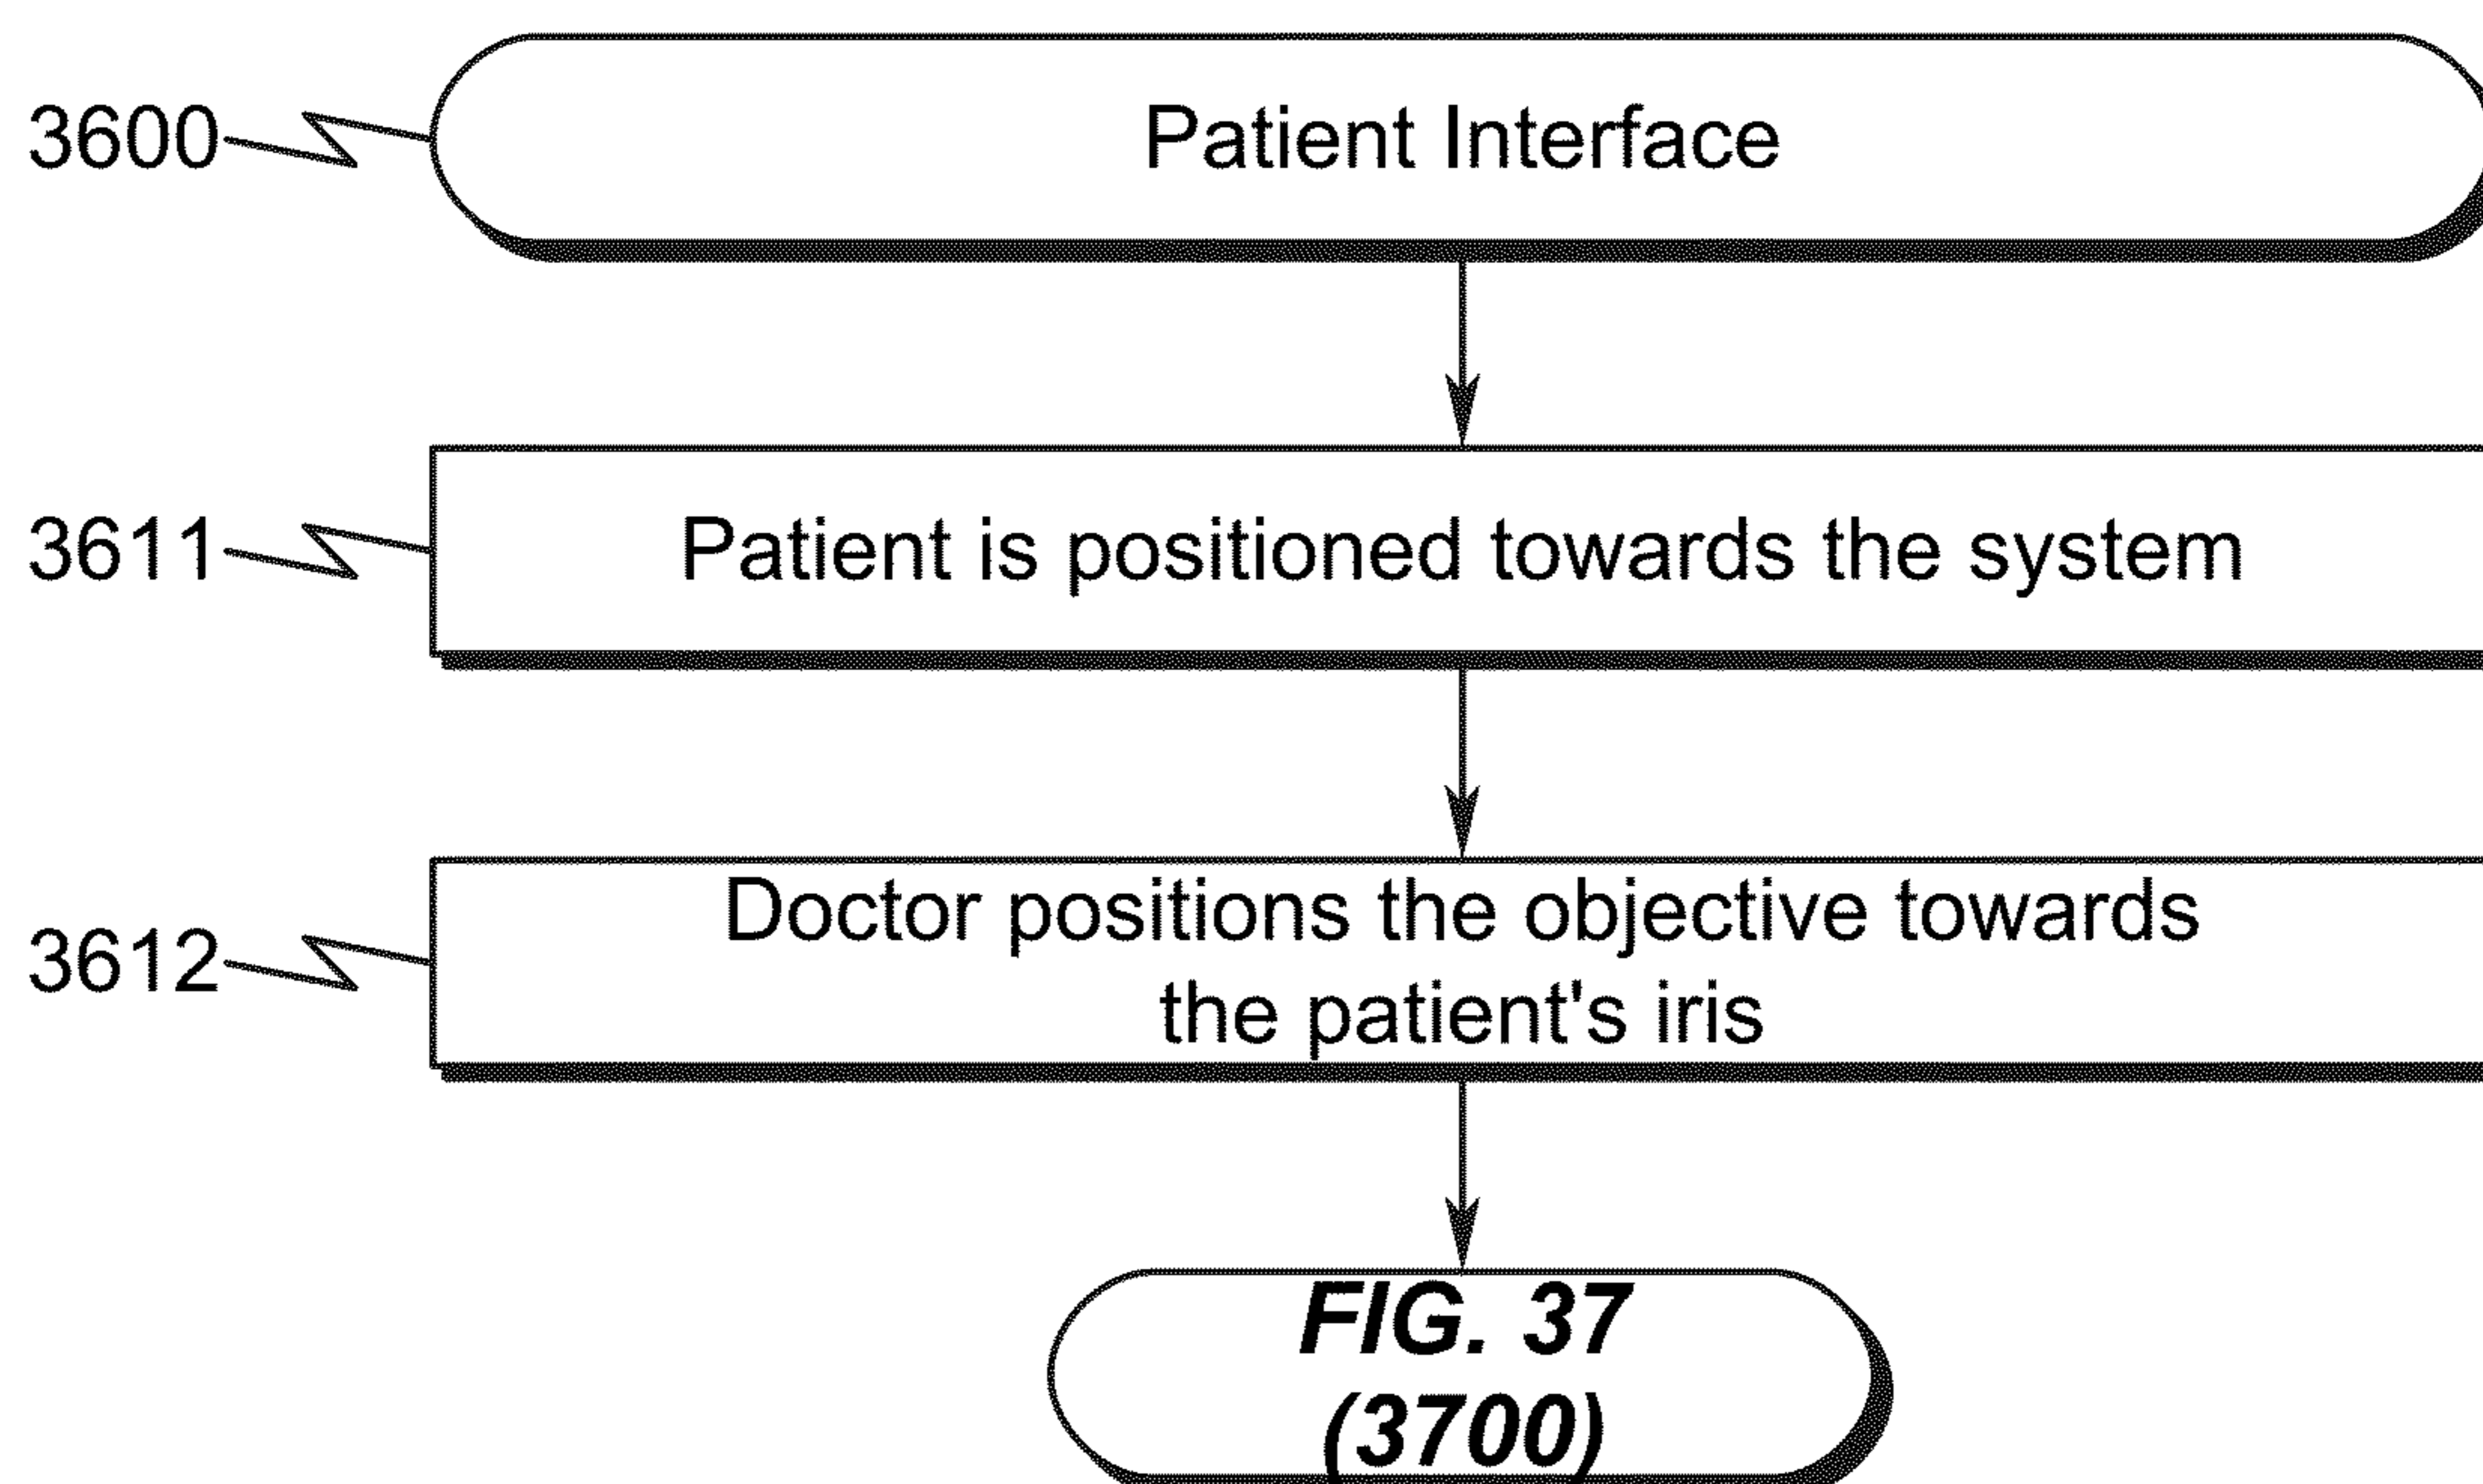 3600
Patient Interface
3611
Patient is positioned towards the system
3612
Doctor positions the objective towards
the patient's iris
FIG. 37
(3700)